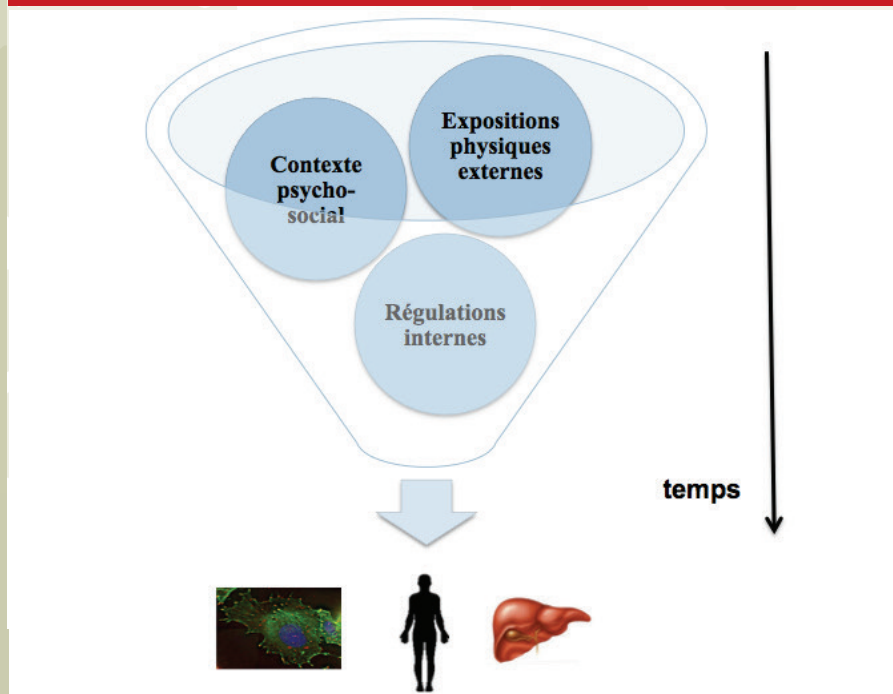 Expositions
physiques
externes
Contexte
psycho-
social
Régulations
internes
temps